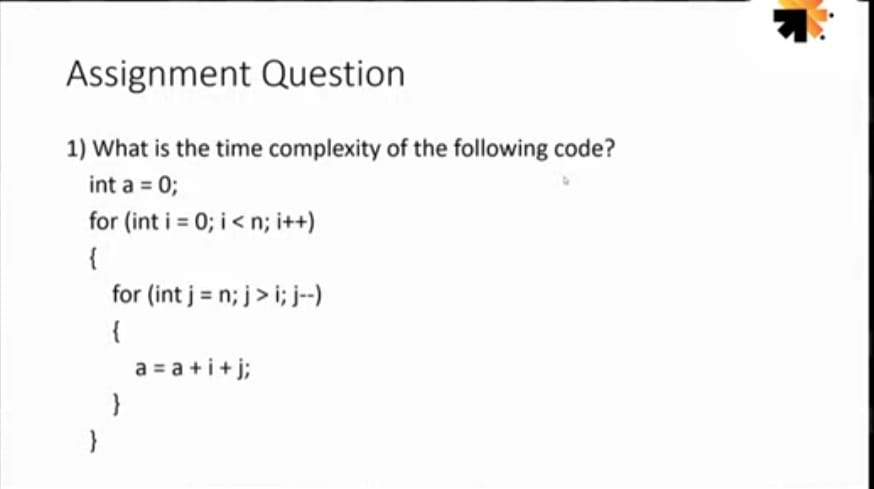 Assignment Question
1) What is the time complexity of the following code?
int a = 0;
for (int i = 0; i < n; i++)
{
for (int j = n; j > i; j--)
{
a = a + i + j;
}
}